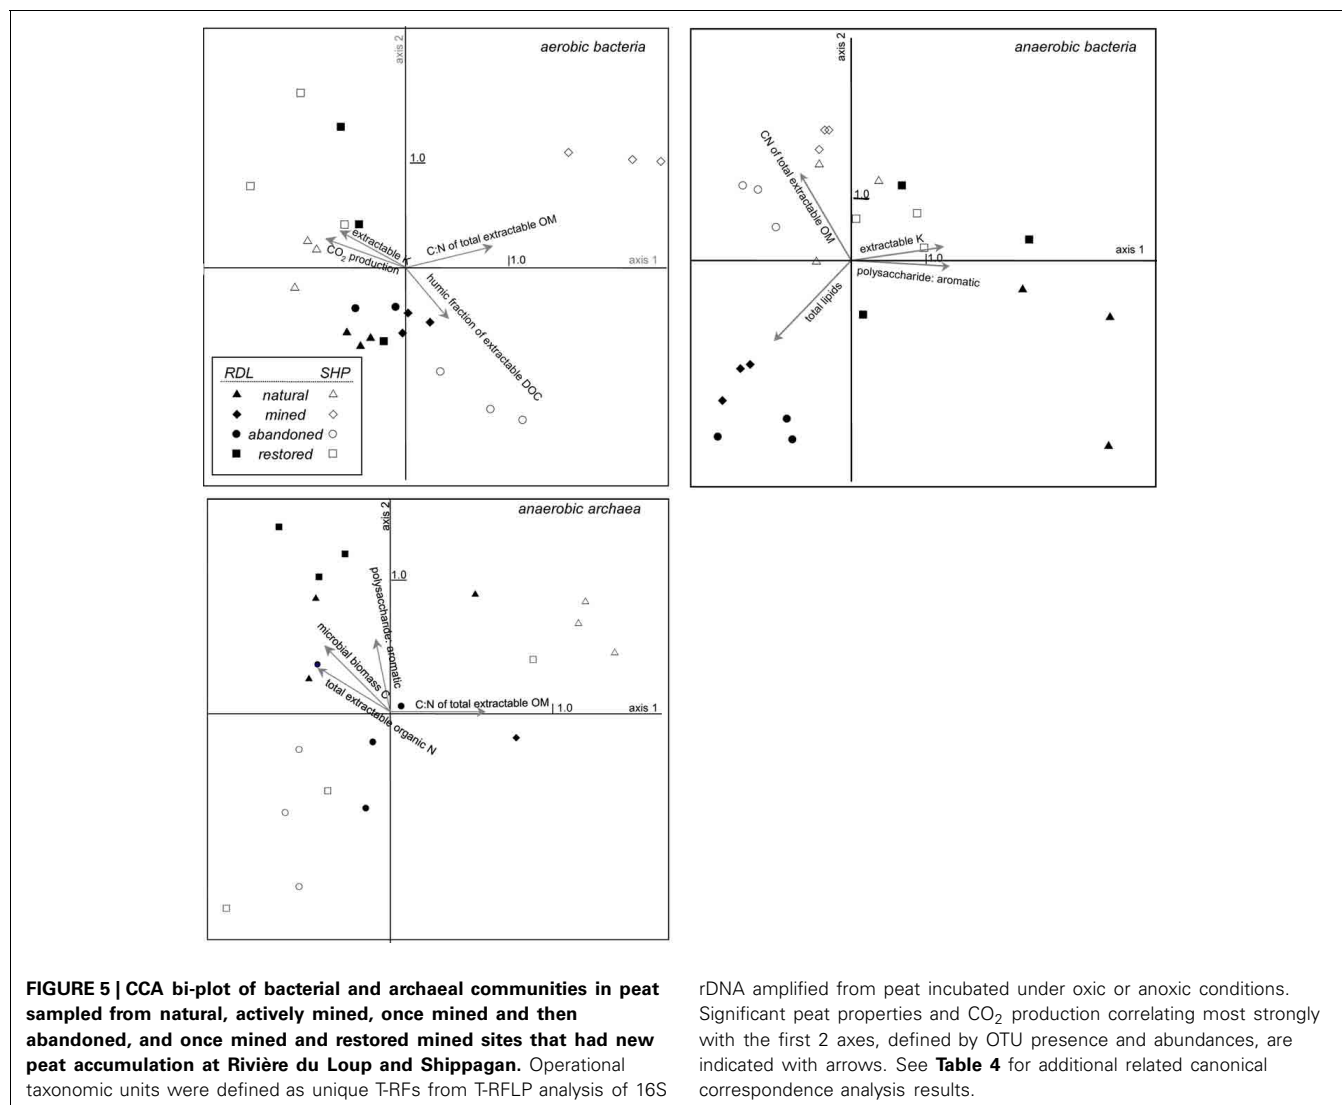 aerobic bacteria
axis 2
1.0
extractable K
CO2 production
C:N of total extractable OM
1.0
axis 1
humic fraction of extractable DOC
RDL SHP
natural
mined
abandoned
restored
anaerobic bacteria
axis 2
CN of total extractable OM
1.0
extractable K
1.0
axis 1
polysaccharide: aromatic
total lipids
anaerobic archaea
axis 2
1.0
polysaccharide: aromatic
microbial biomass C
total extractable organic N
C:N of total extractable OM
1.0
axis 1
FIGURE 5 | CCA bi-plot of bacterial and archaeal communities in peat
sampled from natural, actively mined, once mined and then
abandoned, and once mined and restored mined sites that had new
peat accumulation at Rivière du Loup and Shippagan. Operational
taxonomic units were defined as unique T-RFs from T-RFLP analysis of 16S
rDNA amplified from peat incubated under oxic or anoxic conditions.
Significant peat properties and CO2 production correlating most strongly
with the first 2 axes, defined by OTU presence and abundances, are
indicated with arrows. See Table 4 for additional related canonical
correspondence analysis results.